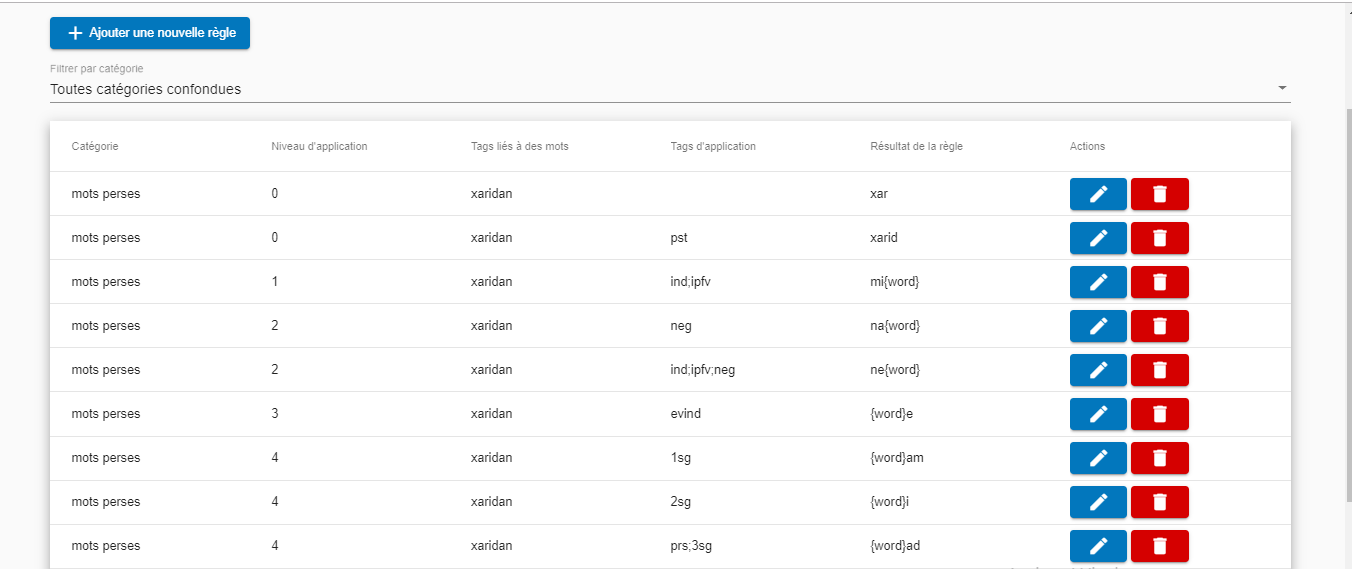 Ajouter une nouvelle règle
Filtrer par catégorie
Toutes catégories confondues
Catégorie Niveau d'application Tags liés à des mots Tags d'application Résultat de la règle Actions
mots perses 0 xaridan xar
mots perses 0 xaridan pst xarid
mots perses 1 xaridan ind;ipfv mi{word}
mots perses 2 xaridan neg na{word}
mots perses 2 xaridan ind;ipfv;neg ne{word}
mots perses 3 xaridan evind {word}e
mots perses 4 xaridan 1sg {word}am
mots perses 4 xaridan 2sg {word}i
mots perses 4 xaridan prs;3sg {word}ad